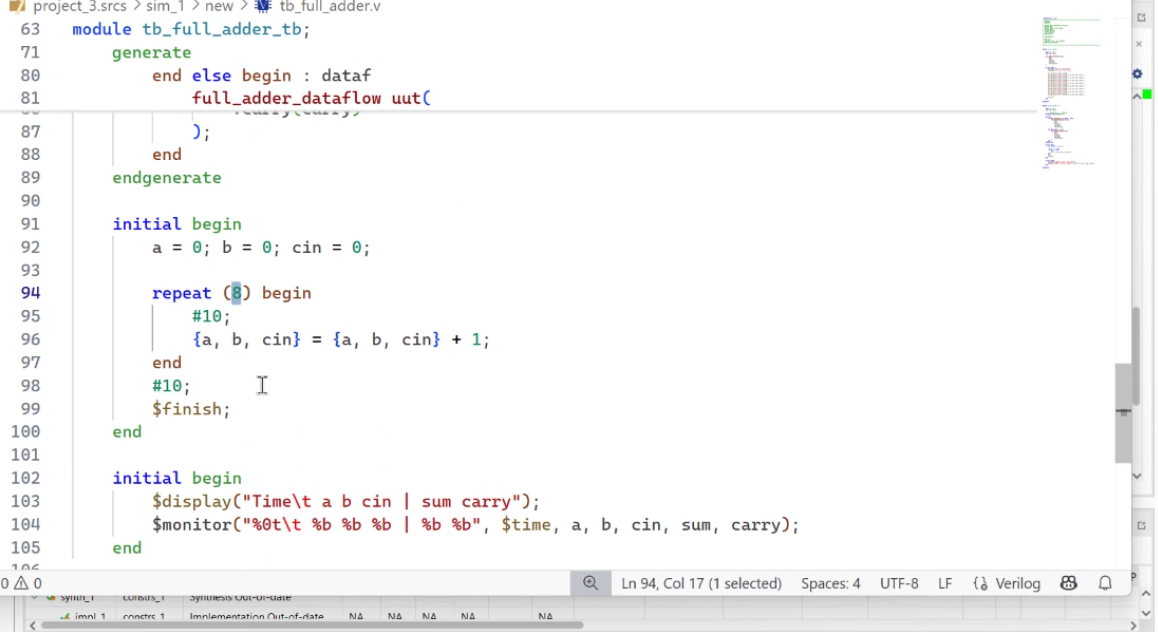 project_3.srcs > sim_1 > new > tb_full_adder.v
63 module tb_full_adder_tb;
71 generate
80 end else begin : dataf
81 full_adder_dataflow uut(
86 .carry(carry)
87 );
88 end
89 endgenerate
90
91 initial begin
92 a = 0; b = 0; cin = 0;
93
94 repeat (8) begin
95 #10;
96 {a, b, cin} = {a, b, cin} + 1;
97 end
98 #10;
99 $finish;
100 end
101
102 initial begin
103 $display("Time\t a b cin | sum carry");
104 $monitor("%0t\t %b %b %b | %b %b", $time, a, b, cin, sum, carry);
105 end
106
0 0 Ln 94, Col 17 (1 selected) Spaces: 4 UTF-8 LF Verilog
synth_1 constrs_1 Synthesis Out-of-date
impl_1 constrs_1 Implementation Out-of-date NA NA NA NA NA